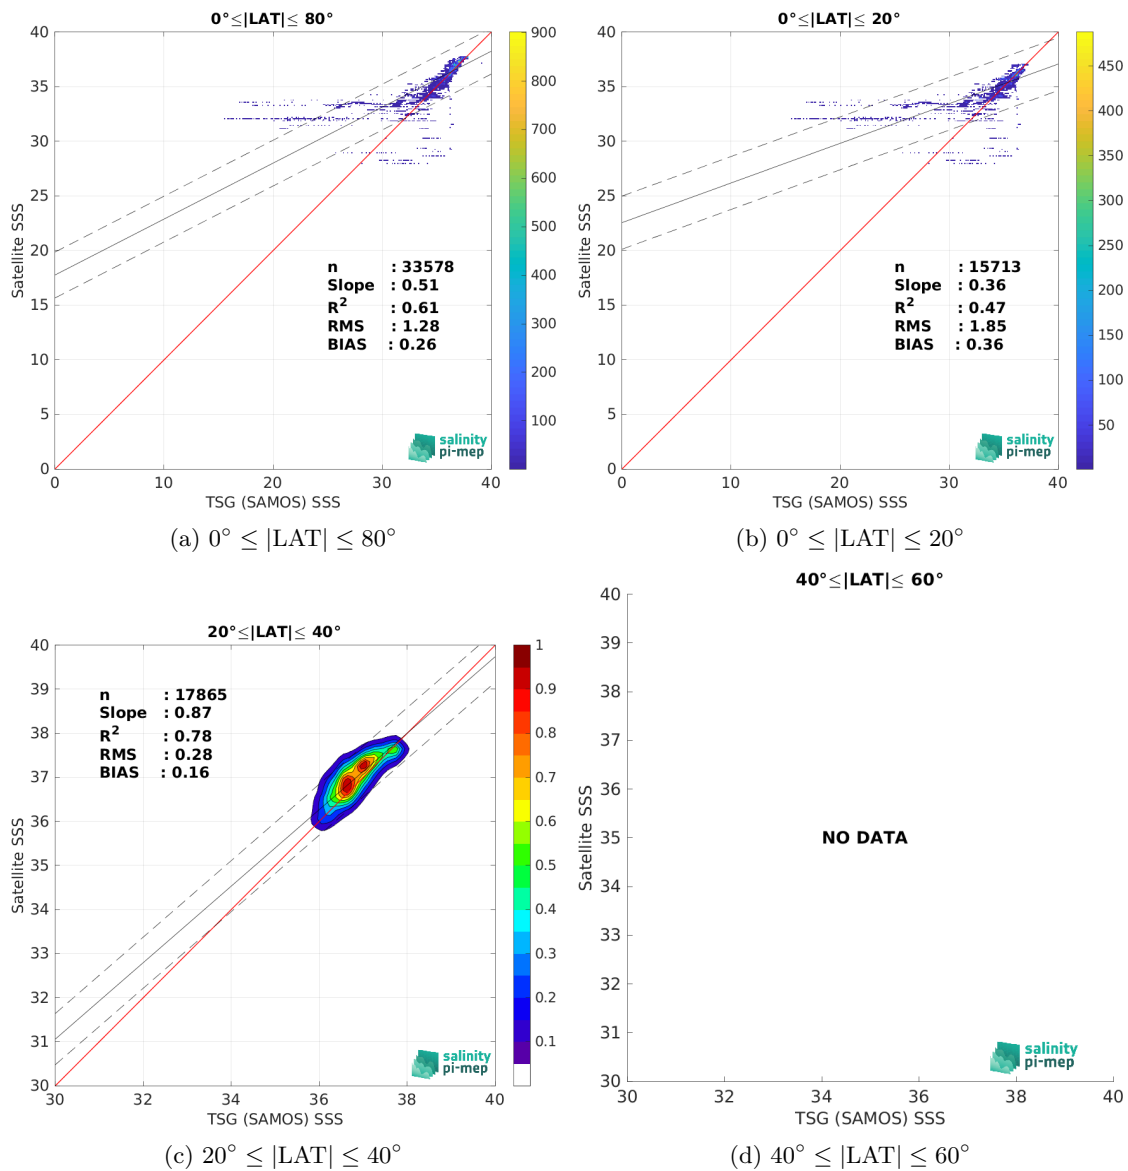 0°≤|LAT|≤ 80°
40
35
30
25
20
15
10
5
0
Satellite SSS
n : 33578
Slope : 0.51
R² : 0.61
RMS : 1.28
BIAS : 0.26
salinity
pi-mep
0 10 20 30 40
TSG (SAMOS) SSS
900
800
700
600
500
400
300
200
100
(a) 0° ≤ |LAT| ≤ 80°
0°≤|LAT|≤ 20°
40
35
30
25
20
15
10
5
0
Satellite SSS
n : 15713
Slope : 0.36
R² : 0.47
RMS : 1.85
BIAS : 0.36
salinity
pi-mep
0 10 20 30 40
TSG (SAMOS) SSS
450
400
350
300
250
200
150
100
50
(b) 0° ≤ |LAT| ≤ 20°
20°≤|LAT|≤ 40°
40
39
38
37
36
35
34
33
32
31
30
Satellite SSS
n : 17865
Slope : 0.87
R² : 0.78
RMS : 0.28
BIAS : 0.16
salinity
pi-mep
30 32 34 36 38 40
TSG (SAMOS) SSS
1
0.9
0.8
0.7
0.6
0.5
0.4
0.3
0.2
0.1
(c) 20° ≤ |LAT| ≤ 40°
40°≤|LAT|≤ 60°
40
39
38
37
36
35
34
33
32
31
30
Satellite SSS
NO DATA
salinity
pi-mep
30 32 34 36 38 40
TSG (SAMOS) SSS
(d) 40° ≤ |LAT| ≤ 60°